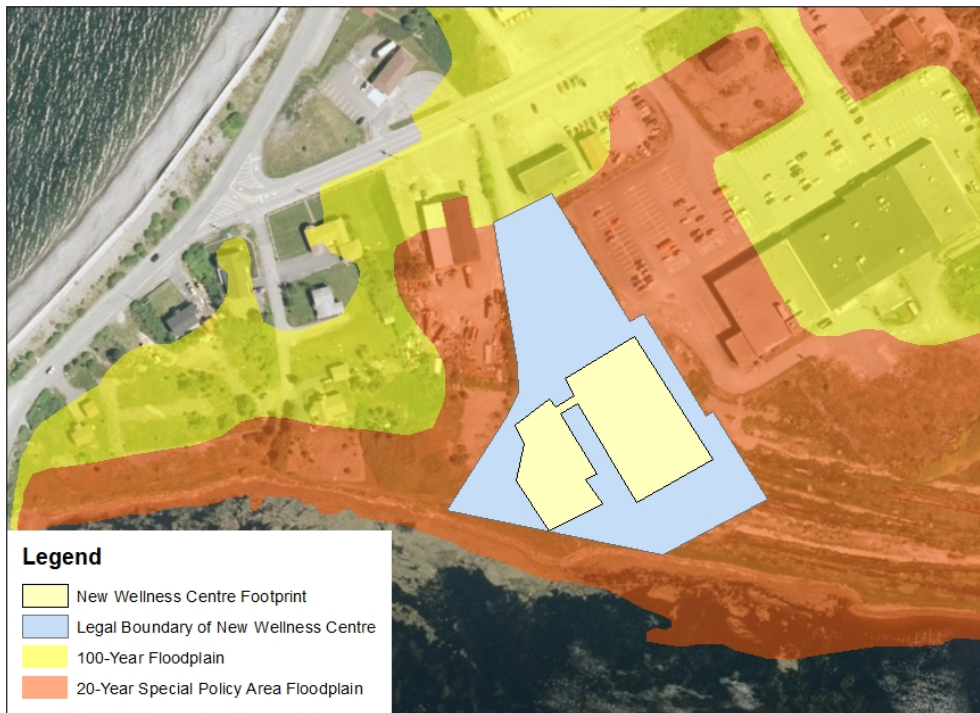 Legend
New Wellness Centre Footprint
Legal Boundary of New Wellness Centre
100-Year Floodplain
20-Year Special Policy Area Floodplain